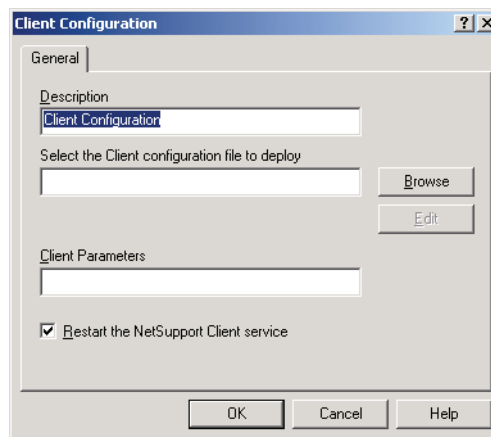 Client Configuration
General
Description
Client Configuration
Select the Client configuration file to deploy
Browse
Edit
Client Parameters
Restart the NetSupport Client service
OK Cancel Help